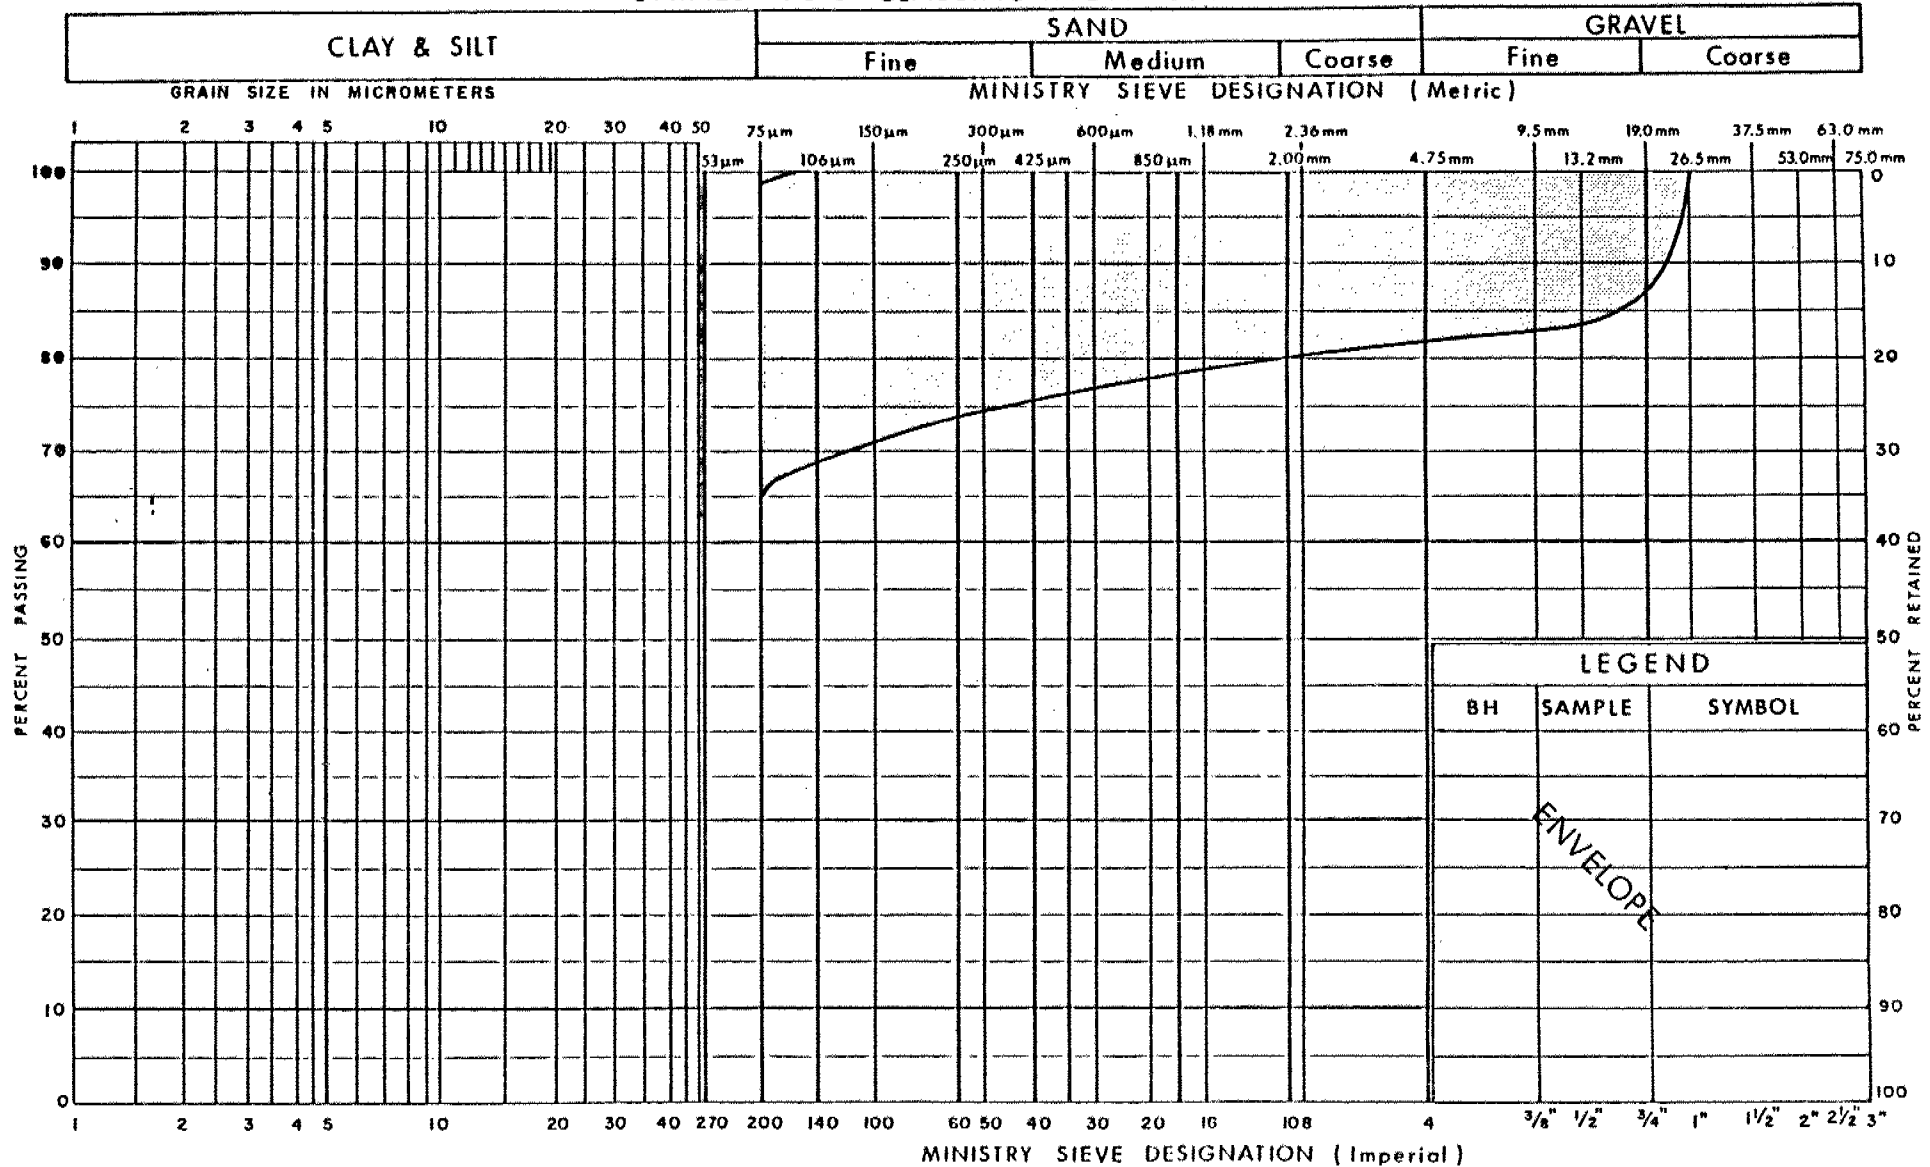 SAND GRAVEL
CLAY & SILT
Fine Medium Coarse Fine Coarse
GRAIN SIZE IN MICROMETERS MINISTRY SIEVE DESIGNATION (Metric)
1 2 3 4 5 10 20 30 40 50 75µm 150µm 300µm 600µm 1.18mm 2.36mm 9.5mm 19.0mm 37.5mm 63.0mm
53µm 106µm 250µm 425µm 850µm 2.00mm 4.75mm 13.2mm 26.5mm 53.0mm 75.0mm
100 0
90 10
80 20
70 30
60 40
50 50
40 60
30 70
20 80
10 90
0 100
PERCENT PASSING
PERCENT RETAINED
LEGEND
BH SAMPLE SYMBOL
ENVELOPE
1 2 3 4 5 10 20 30 40 50 270 200 140 100 60 50 40 30 20 16 10 8 4 3/8" 1/2" 3/4" 1" 1 1/2" 2" 2 1/2" 3"
MINISTRY SIEVE DESIGNATION (Imperial)